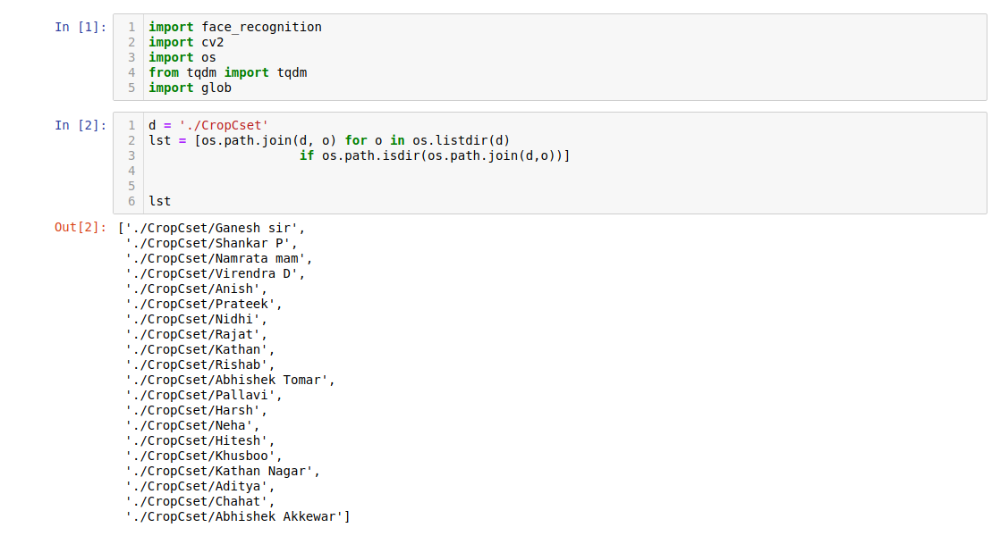 In [1]:
1 import face_recognition
2 import cv2
3 import os
4 from tqdm import tqdm
5 import glob
In [2]:
1 d = './CropCset'
2 lst = [os.path.join(d, o) for o in os.listdir(d)
3                     if os.path.isdir(os.path.join(d,o))]
4
5
6 lst
Out[2]:
['./CropCset/Ganesh sir',
 './CropCset/Shankar P',
 './CropCset/Namrata mam',
 './CropCset/Virendra D',
 './CropCset/Anish',
 './CropCset/Prateek',
 './CropCset/Nidhi',
 './CropCset/Rajat',
 './CropCset/Kathan',
 './CropCset/Rishab',
 './CropCset/Abhishek Tomar',
 './CropCset/Pallavi',
 './CropCset/Harsh',
 './CropCset/Neha',
 './CropCset/Hitesh',
 './CropCset/Khusboo',
 './CropCset/Kathan Nagar',
 './CropCset/Aditya',
 './CropCset/Chahat',
 './CropCset/Abhishek Akkewar']